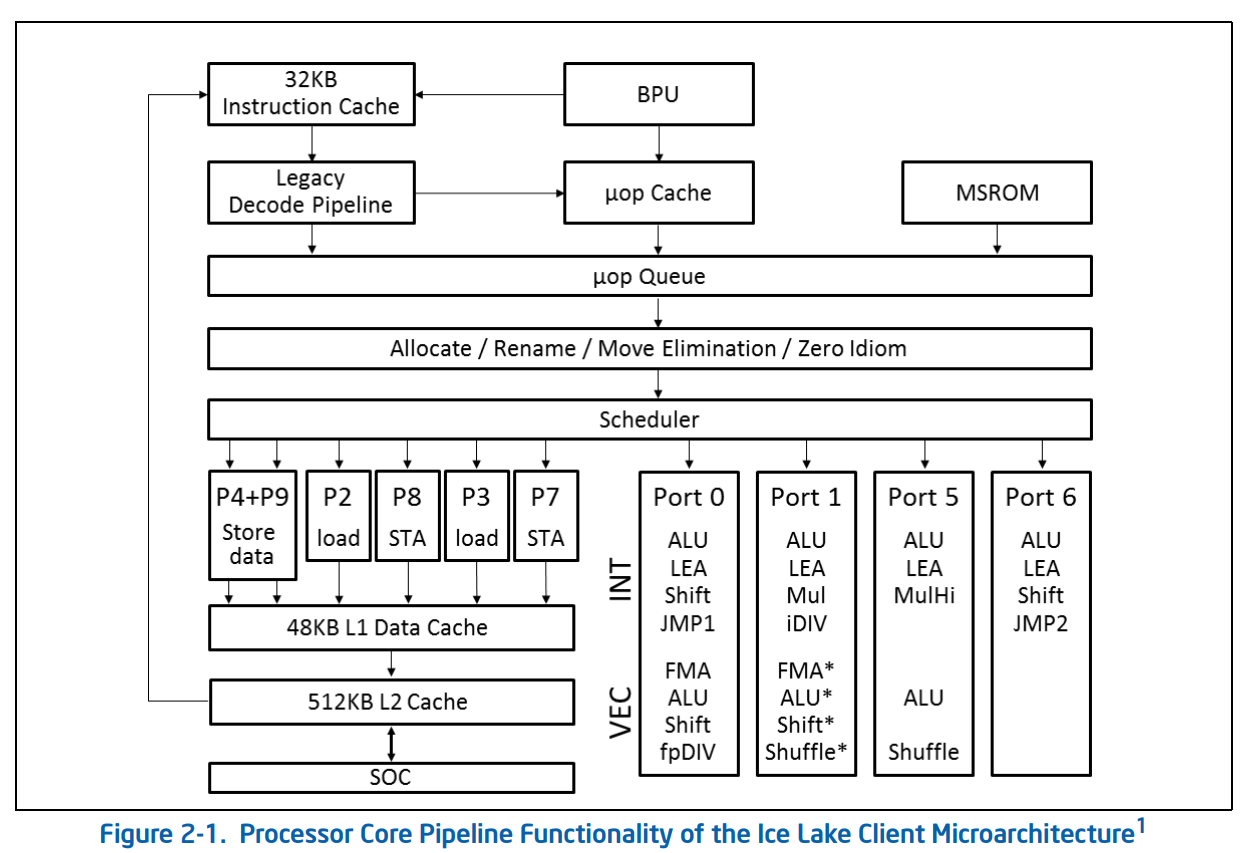 32KB
Instruction Cache
BPU
Legacy
Decode Pipeline
μop Cache
MSROM
μop Queue
Allocate / Rename / Move Elimination / Zero Idiom
Scheduler
P4+P9
Store
data
P2
load
P8
STA
P3
load
P7
STA
48KB L1 Data Cache
512KB L2 Cache
SOC
INT
VEC
Port 0
ALU
LEA
Shift
JMP1
FMA
ALU
Shift
fpDIV
Port 1
ALU
LEA
Mul
iDIV
FMA*
ALU*
Shift*
Shuffle*
Port 5
ALU
LEA
MulHi
ALU
Shuffle
Port 6
ALU
LEA
Shift
JMP2
Figure 2-1. Processor Core Pipeline Functionality of the Ice Lake Client Microarchitecture1